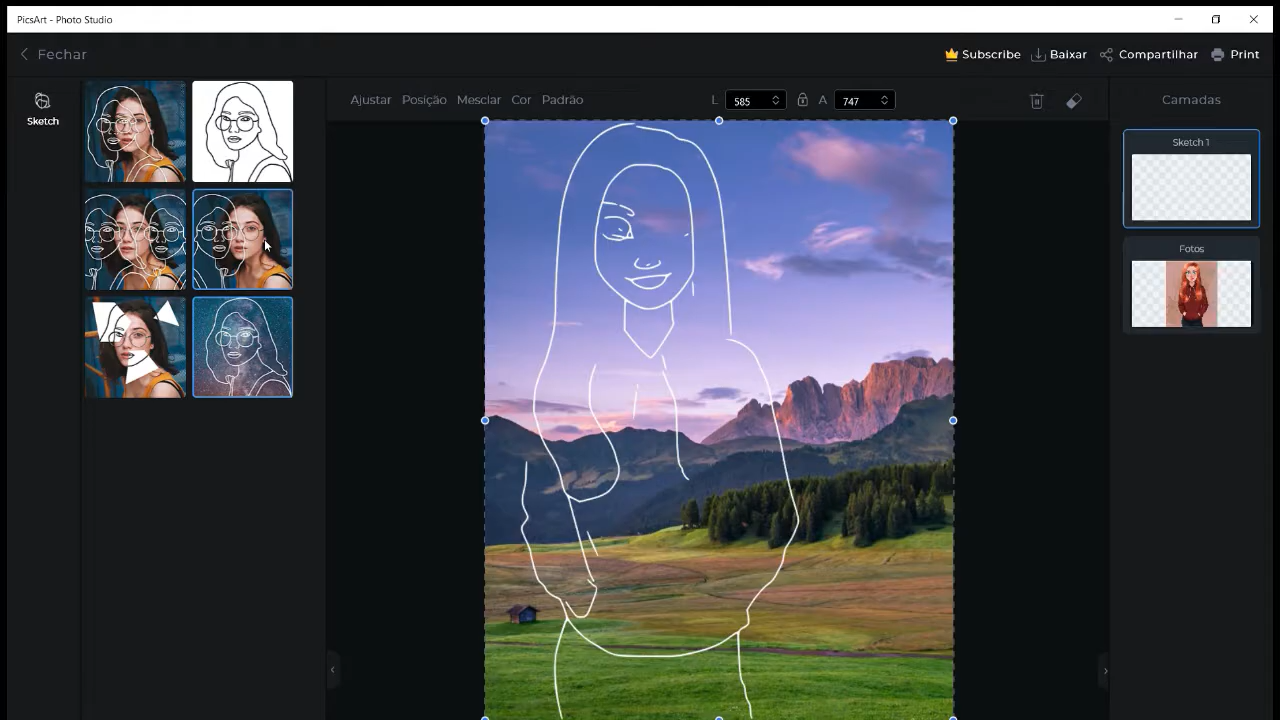 PicsArt - Photo Studio
Fechar
Subscribe Baixar Compartilhar Print
Sketch
Ajustar Posição Mesclar Cor Padrão L 585 A 747
Camadas
Sketch 1
Fotos